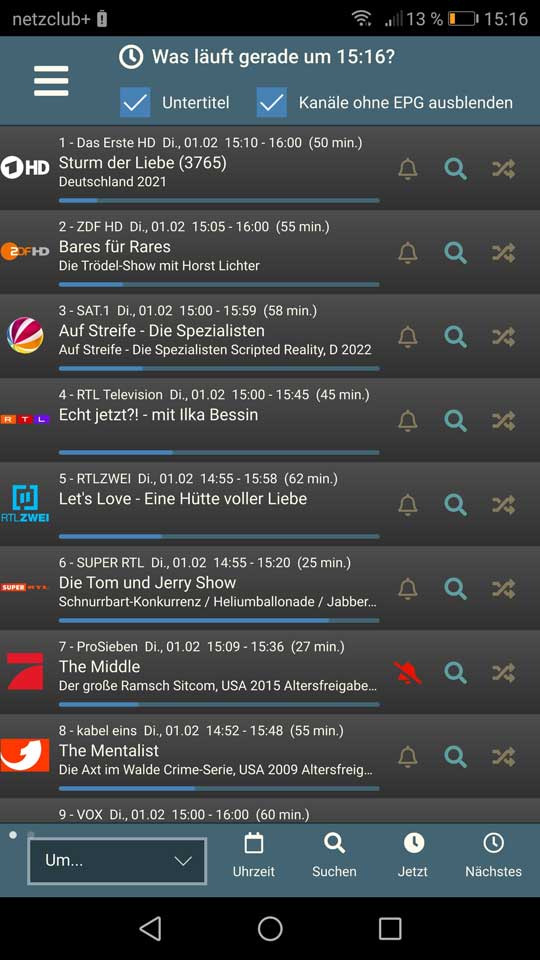 netzclub+ 13 % 15:16
Was läuft gerade um 15:16?
Untertitel Kanäle ohne EPG ausblenden
1 - Das Erste HD Di., 01.02 15:10 - 16:00 (50 min.)
HD
Sturm der Liebe (3765)
Deutschland 2021
2 - ZDF HD Di., 01.02 15:05 - 16:00 (55 min.)
ZDFHD
Bares für Rares
Die Trödel-Show mit Horst Lichter
3 - SAT.1 Di., 01.02 15:00 - 15:59 (58 min.)
Auf Streife - Die Spezialisten
Auf Streife - Die Spezialisten Scripted Reality, D 2022
4 - RTL Television Di., 01.02 15:00 - 15:45 (45 min.)
RTL
Echt jetzt?! - mit Ilka Bessin
5 - RTLZWEI Di., 01.02 14:55 - 15:58 (62 min.)
Let's Love - Eine Hütte voller Liebe
RTLZWEI
6 - SUPER RTL Di., 01.02 14:55 - 15:20 (25 min.)
SUPER RTL
Die Tom und Jerry Show
Schnurrbart-Konkurrenz / Heliumballonade / Jabber...
7 - ProSieben Di., 01.02 15:09 - 15:36 (27 min.)
The Middle
Der große Ramsch Sitcom, USA 2015 Altersfreigabe...
8 - kabel eins Di., 01.02 14:52 - 15:48 (55 min.)
The Mentalist
Die Axt im Walde Crime-Serie, USA 2009 Altersfreig...
9 - VOX Di., 01.02 15:00 - 16:00 (60 min.)
Um...
Uhrzeit Suchen Jetzt Nächstes